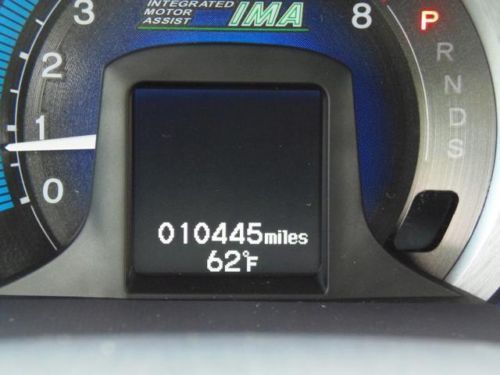 INTEGRATED
MOTOR
ASSIST
IMA
3
2
1
0
8
P
R
N
D
S
010445miles
62°F